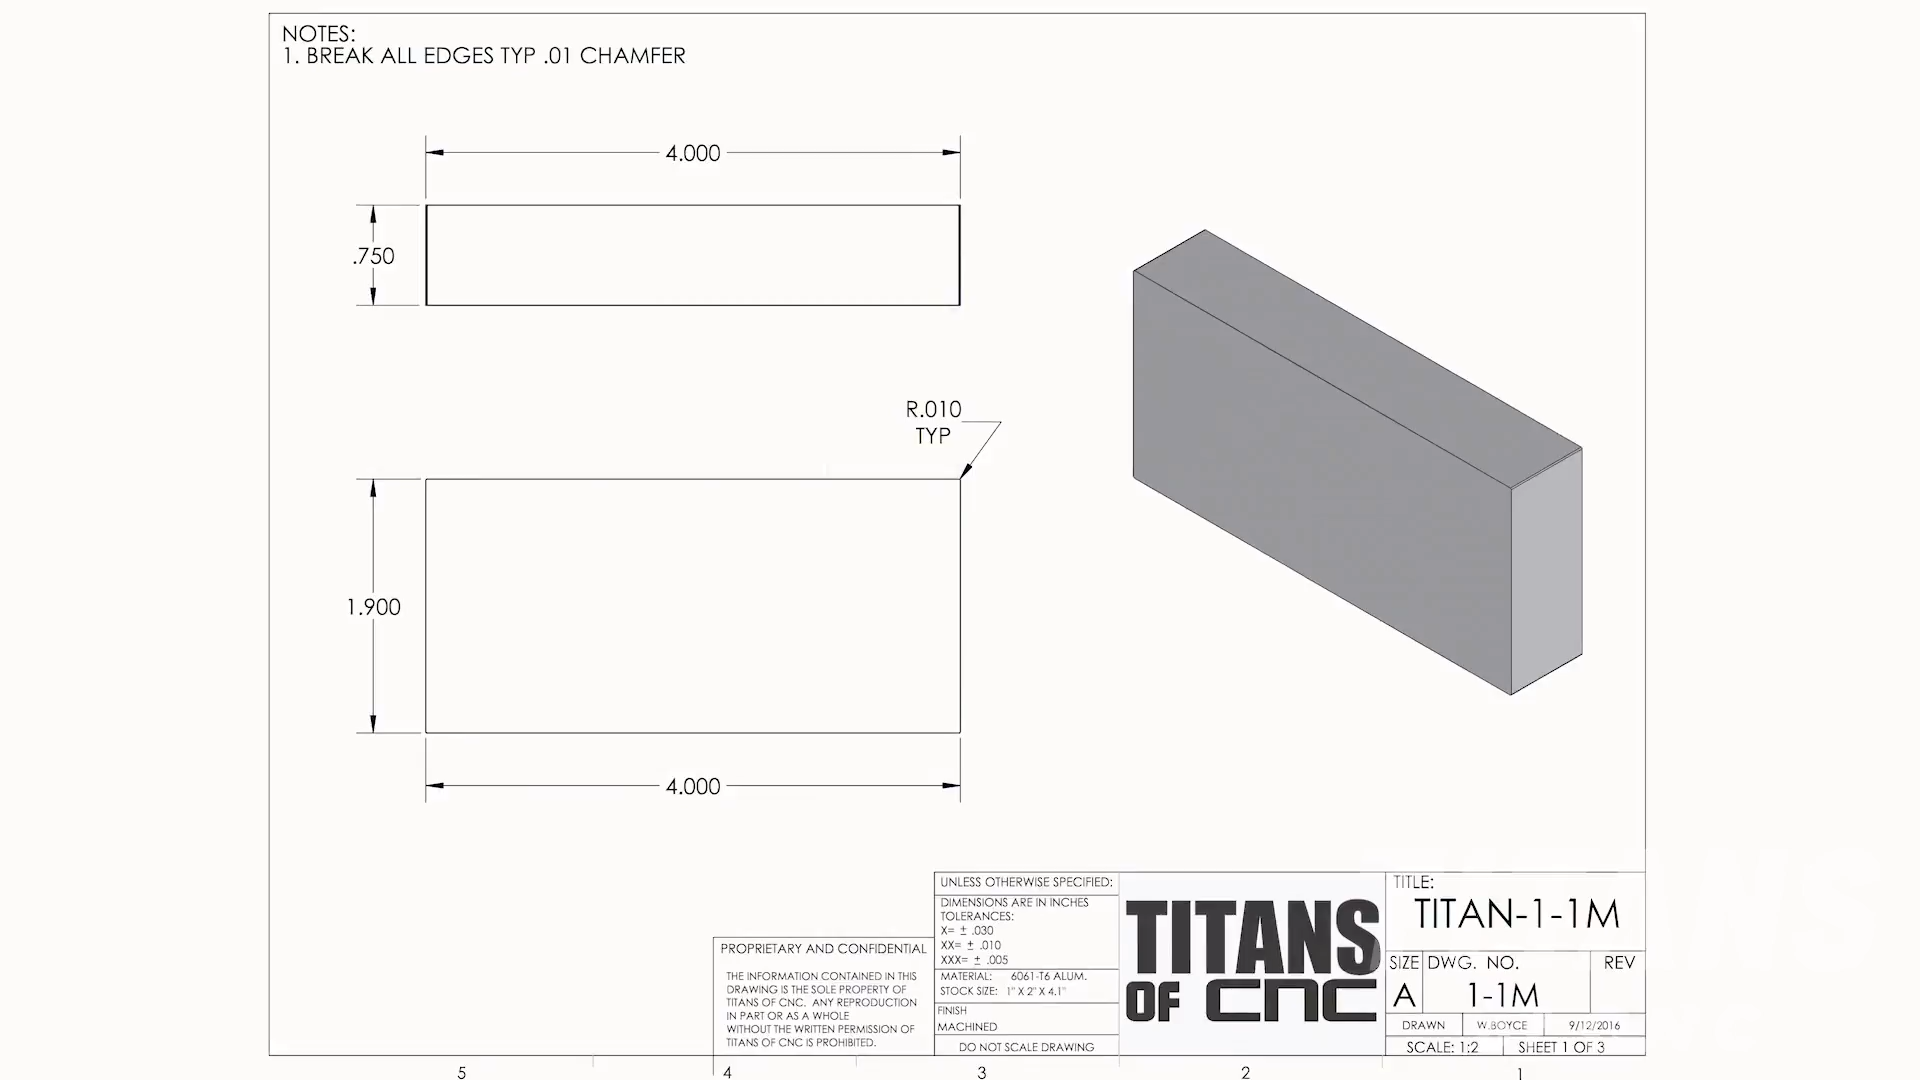 NOTES:
1. BREAK ALL EDGES TYP .01 CHAMFER
4.000
.750
R.010
TYP
1.900
4.000
UNLESS OTHERWISE SPECIFIED:
DIMENSIONS ARE IN INCHES
TOLERANCES:
X= ± .030
XX= ± .010
XXX= ± .005
MATERIAL: 6061-T6 ALUM.
STOCK SIZE: 1" X 2" X 4.1"
FINISH
MACHINED
DO NOT SCALE DRAWING
PROPRIETARY AND CONFIDENTIAL
THE INFORMATION CONTAINED IN THIS
DRAWING IS THE SOLE PROPERTY OF
TITANS OF CNC. ANY REPRODUCTION
IN PART OR AS A WHOLE
WITHOUT THE WRITTEN PERMISSION OF
TITANS OF CNC IS PROHIBITED.
TITANS
OF CNC
TITLE:
TITAN-1-1M
SIZE DWG. NO. REV
A 1-1M
DRAWN W.BOYCE 9/12/2016
SCALE: 1:2 SHEET 1 OF 3
5 4 3 2 1